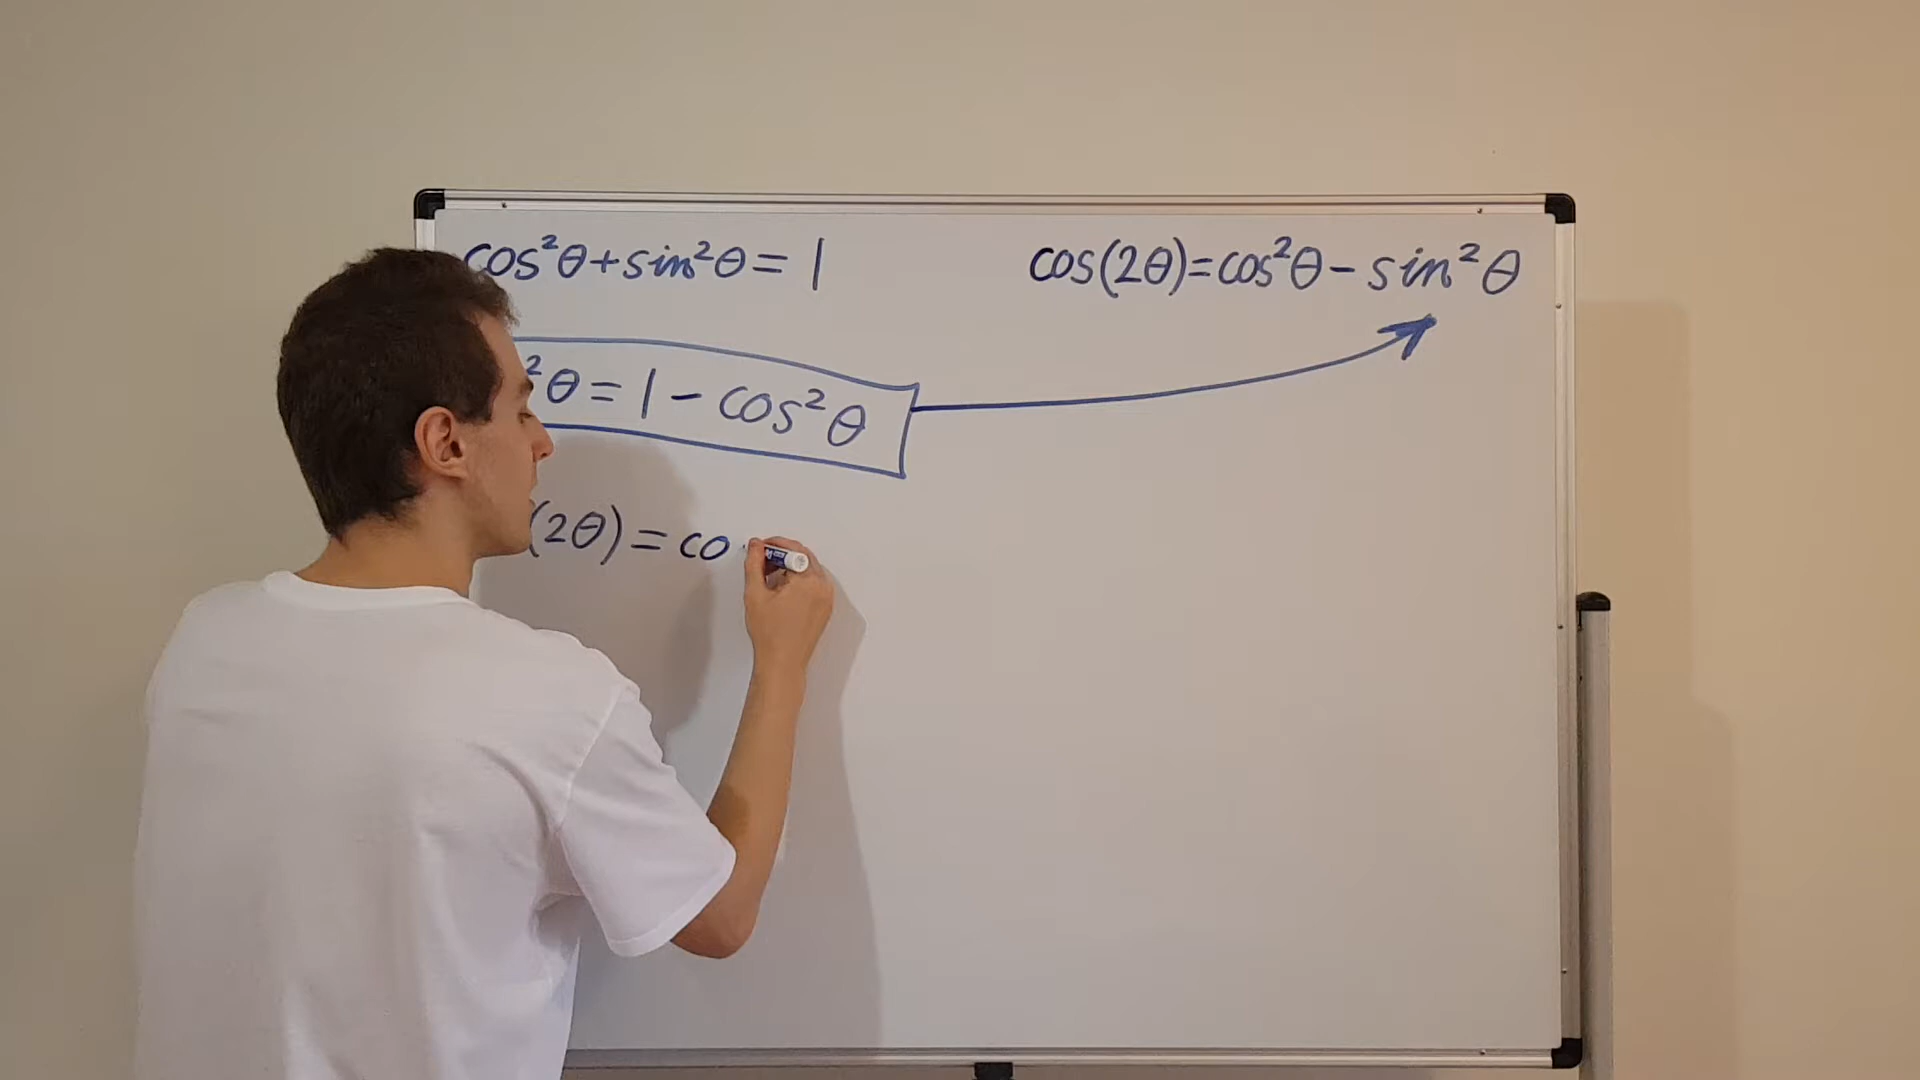 cos²θ+sin²θ = 1
cos(2θ)=cos²θ- sin²θ
²θ = 1 - cos²θ
(2θ) = co